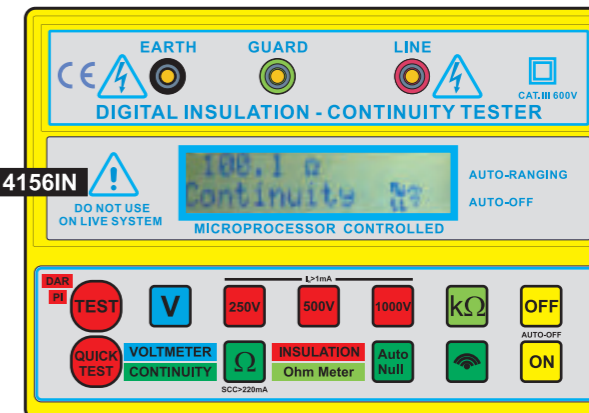 EARTH GUARD LINE
CE
CAT.III 600V
DIGITAL INSULATION - CONTINUITY TESTER
4156IN
100.1 Ω
Continuity
AUTO-RANGING
AUTO-OFF
DO NOT USE
ON LIVE SYSTEM
MICROPROCESSOR CONTROLLED
DAR
PI
TEST
V
I >1mA
250V 500V 1000V
kΩ
OFF
AUTO-OFF
QUICK
TEST
VOLTMETER
CONTINUITY
Ω
SCC>220mA
INSULATION
Ohm Meter
Auto
Null
ON